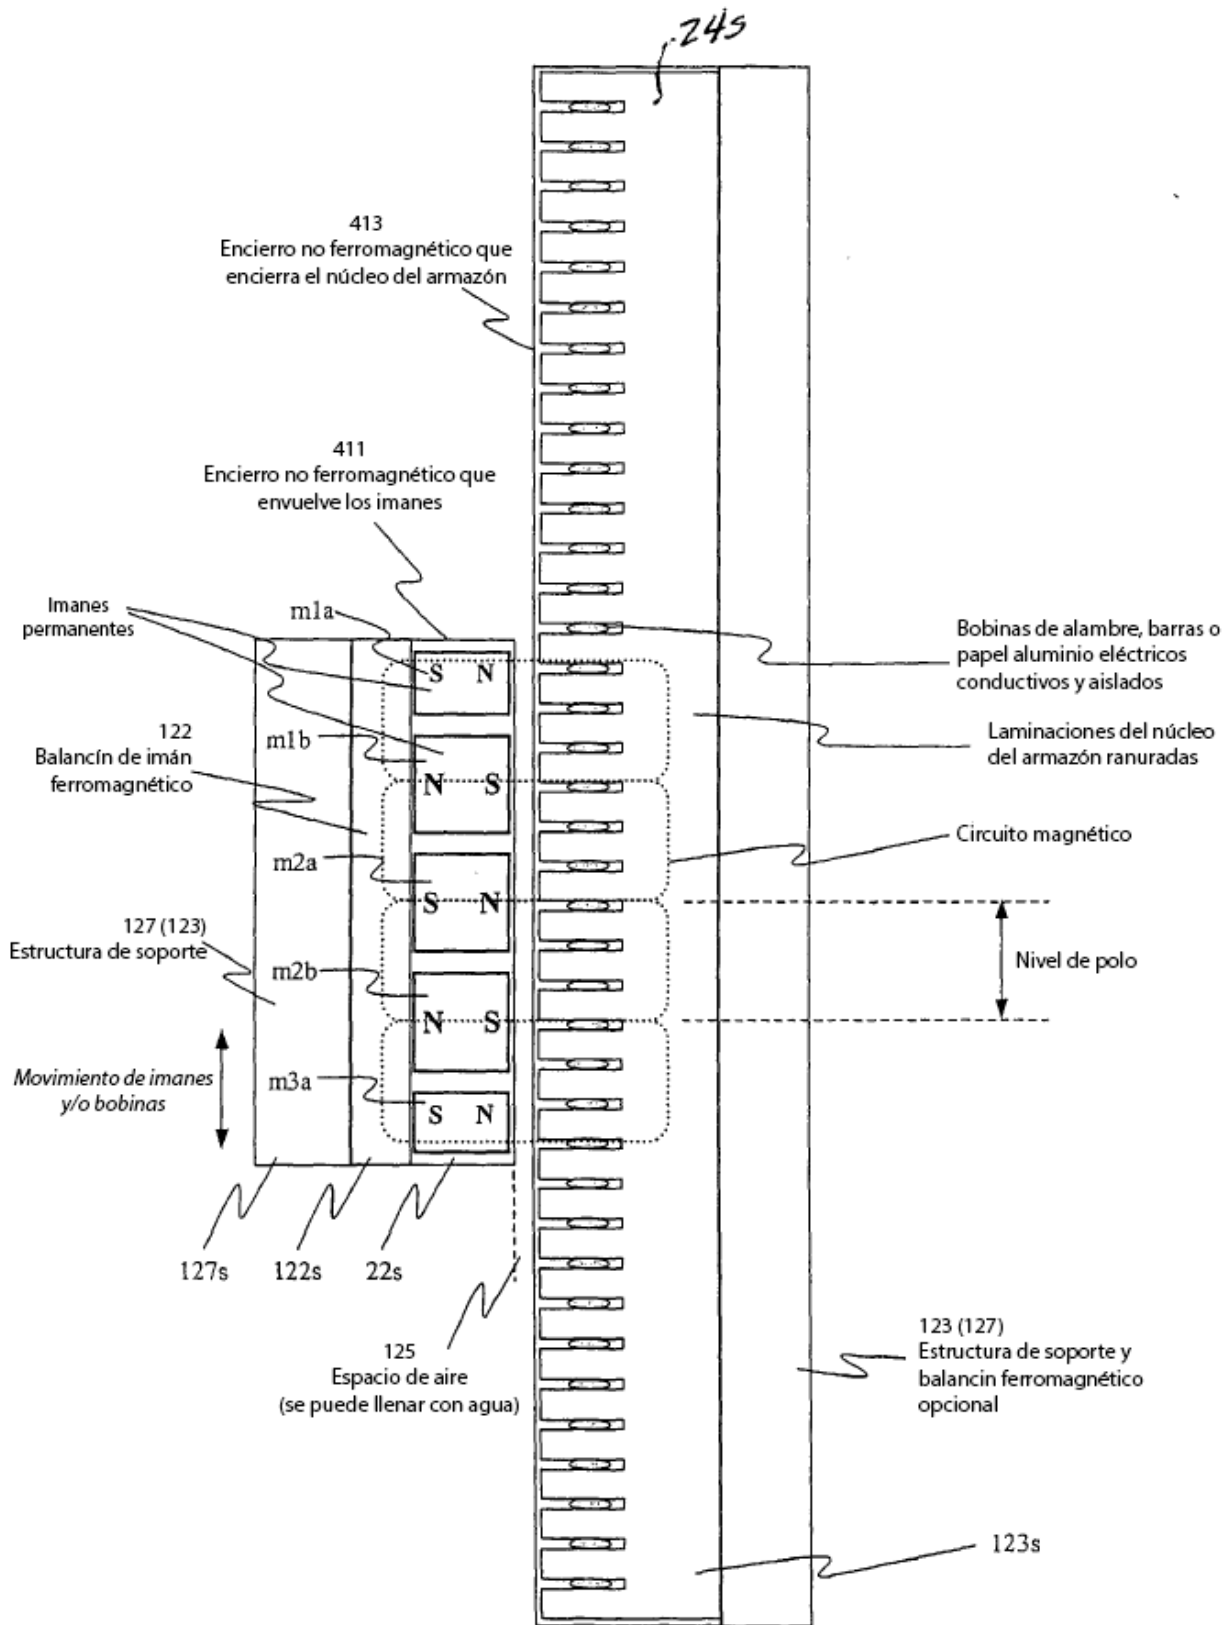 24s
413
Encierro no ferromagnético que
encierra el núcleo del armazón
411
Encierro no ferromagnético que
envuelve los imanes
Imanes
permanentes
m1a
S N
Bobinas de alambre, barras o
papel aluminio eléctricos
conductivos y aislados
m1b
N S
Laminaciones del núcleo
del armazón ranuradas
122
Balancín de imán
ferromagnético
Circuito magnético
m2a
S N
127 (123)
Estructura de soporte
m2b
N S
Nivel de polo
Movimiento de imanes
y/o bobinas
m3a
S N
127s
122s
22s
125
Espacio de aire
(se puede llenar con agua)
123 (127)
Estructura de soporte y
balancin ferromagnético
opcional
123s